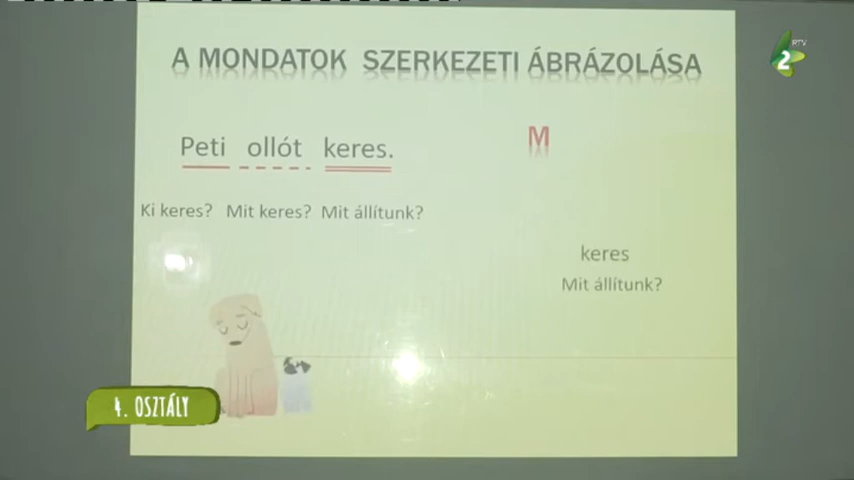 A MONDATOK SZERKEZETI ÁBRÁZOLÁSA
RTV
2
Peti ollót keres.
M
Ki keres? Mit keres? Mit állítunk?
keres
Mit állítunk?
4. OSZTÁLY